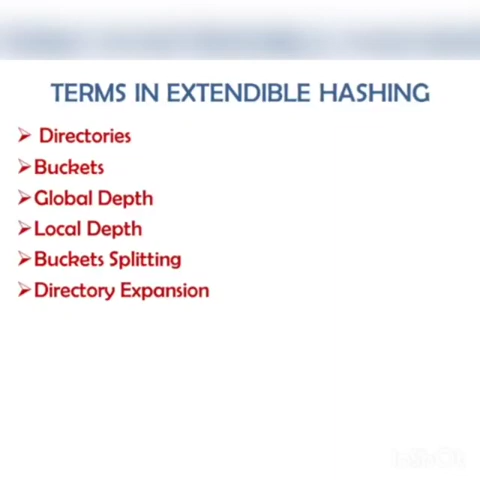 TERMS IN EXTENDIBLE HASHING
➢ Directories
➢Buckets
➢Global Depth
➢Local Depth
➢Buckets Splitting
➢Directory Expansion